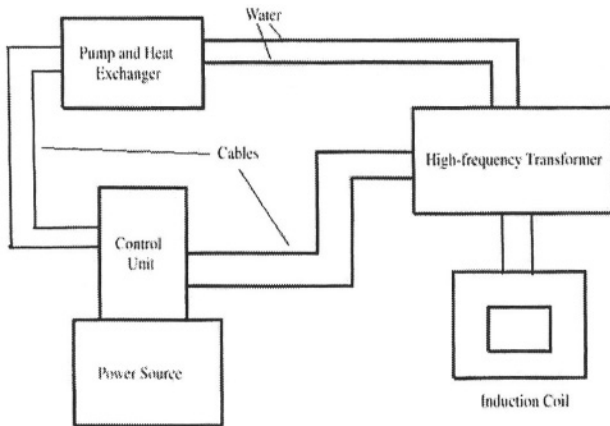 Water
Pump and Heat
Exchanger
Cables
High-frequency Transformer
Control
Unit
Power Source
Induction Coil